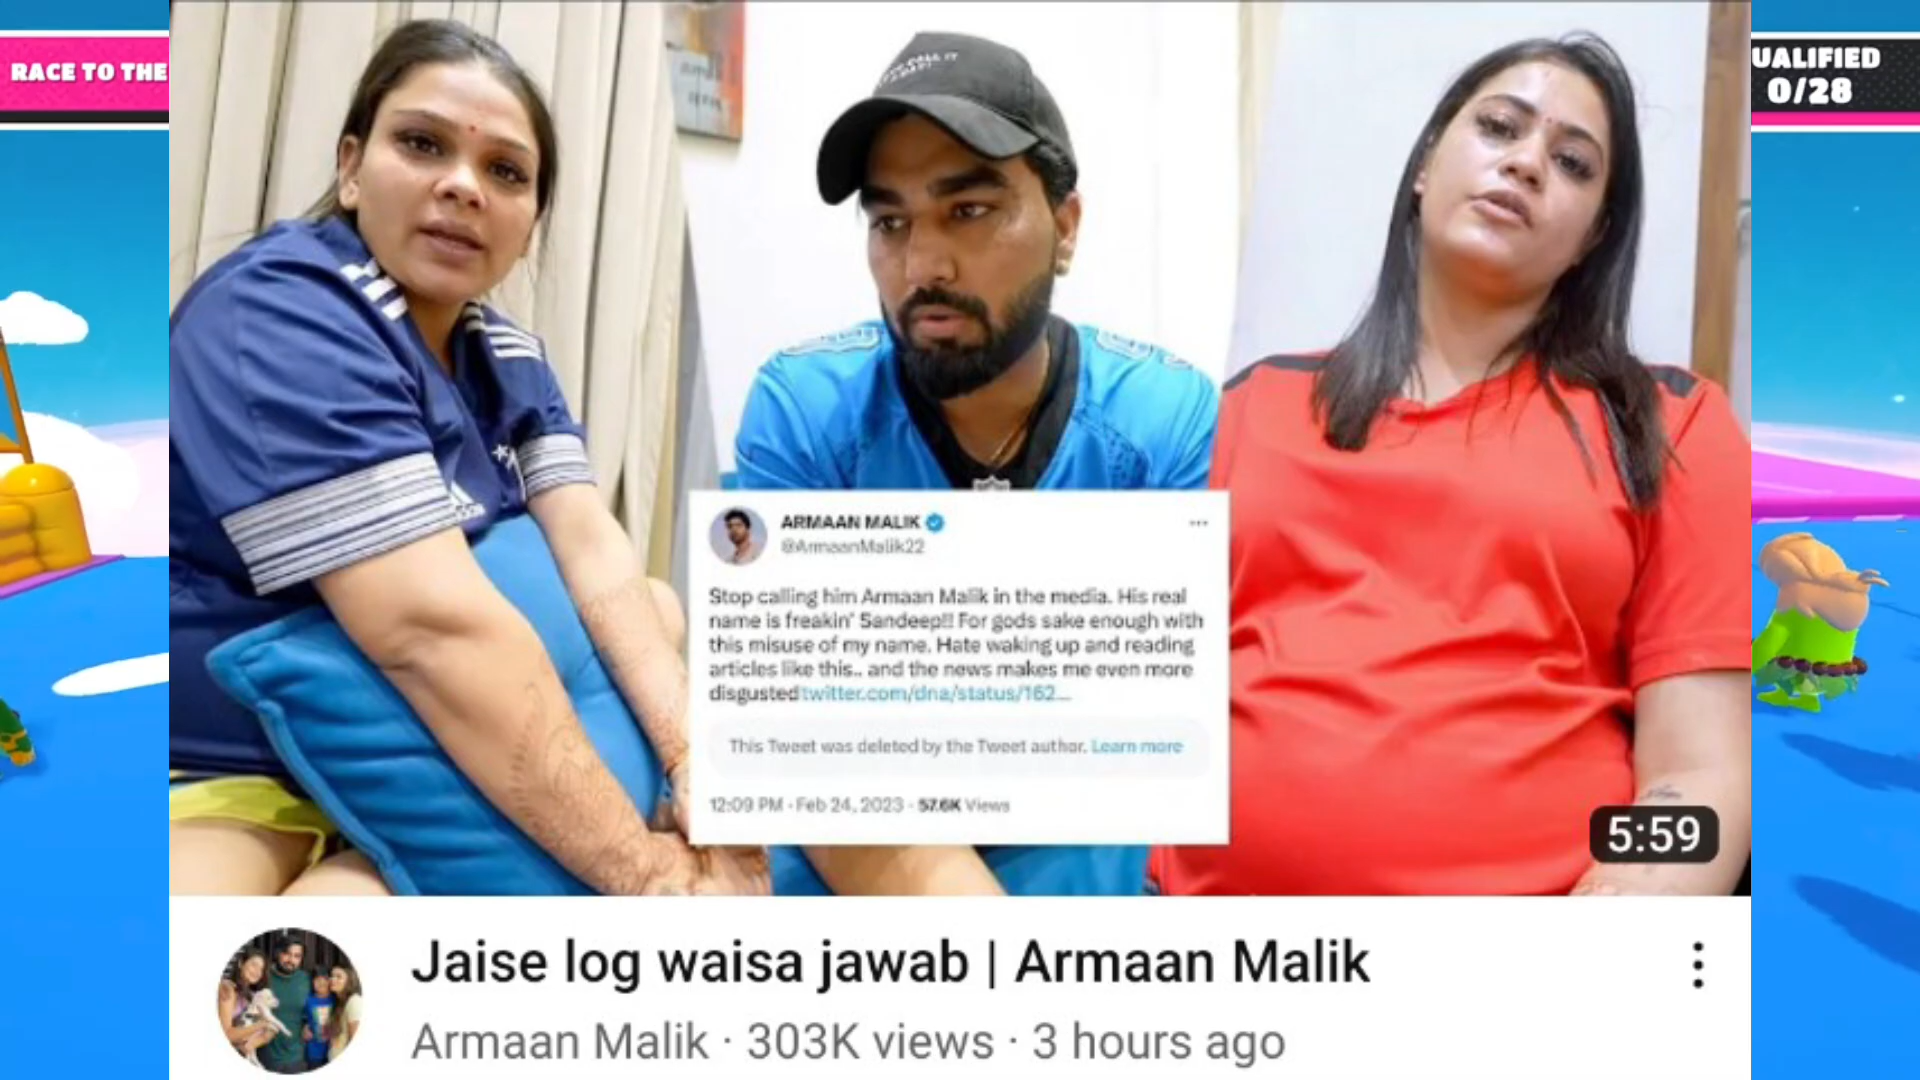 RACE TO THE
UALIFIED
0/28
ARMAAN MALIK
@ArmaanMalik22
Stop calling him Armaan Malik in the media. His real
name is freakin' Sandeep!! For gods sake enough with
this misuse of my name. Hate waking up and reading
articles like this.. and the news makes me even more
disgusted twitter.com/dna/status/162...
This Tweet was deleted by the Tweet author. Learn more
12:09 PM · Feb 24, 2023 · 57.6K Views
5:59
Jaise log waisa jawab | Armaan Malik
Armaan Malik · 303K views · 3 hours ago